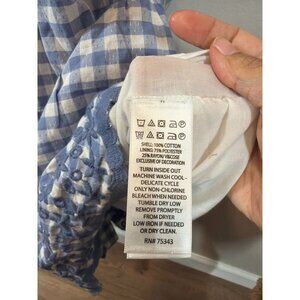 SHELL: 100% COTTON
LINING: 75% POLYESTER
25% RAYON/ VISCOSE
EXCLUSIVE OF DECORATION
TURN INSIDE OUT
MACHINE WASH COOL -
DELICATE CYCLE
ONLY NON-CHLORINE
BLEACH WHEN NEEDED
TUMBLE DRY LOW
REMOVE PROMPTLY
FROM DRYER
LOW IRON IF NEEDED
OR DRY CLEAN.
RN# 75343